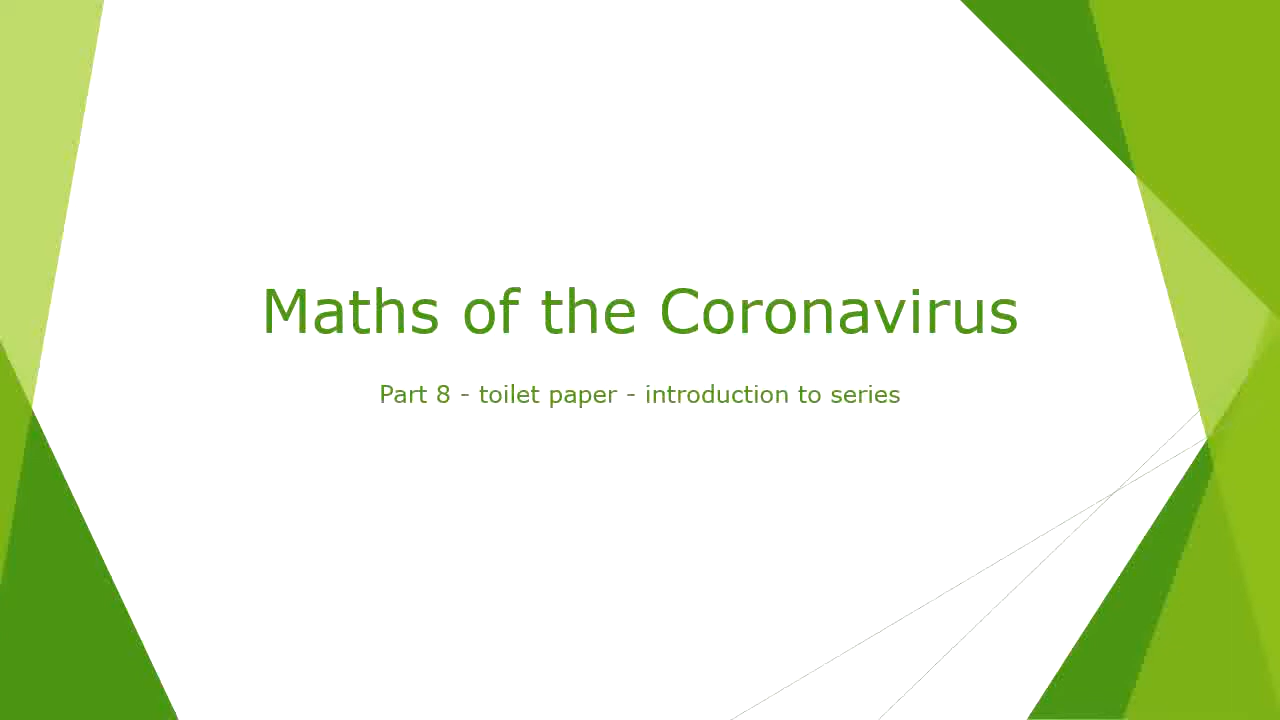 Maths of the Coronavirus
Part 8 - toilet paper - introduction to series